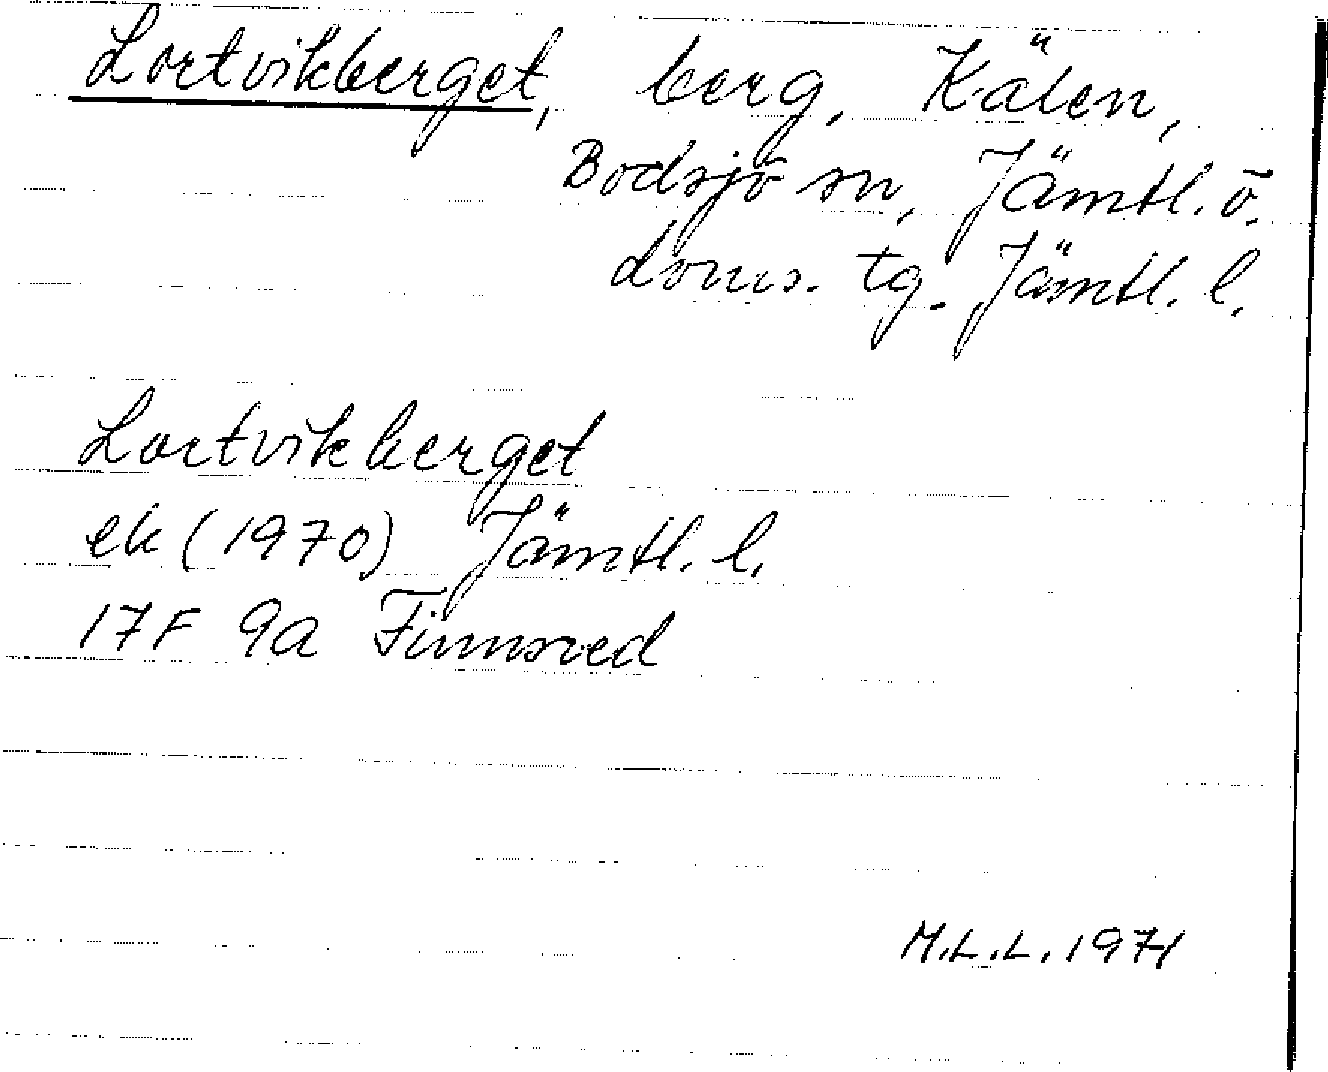 Lortvikberget, berg, Kälen,
Bodsjö sn, Jämtl. ö.
doms. tg. Jämtl. l.
Lortvikberget
ek (1970) Jämtl. l.
17F 9a Finnsved
M.L.L. 1971